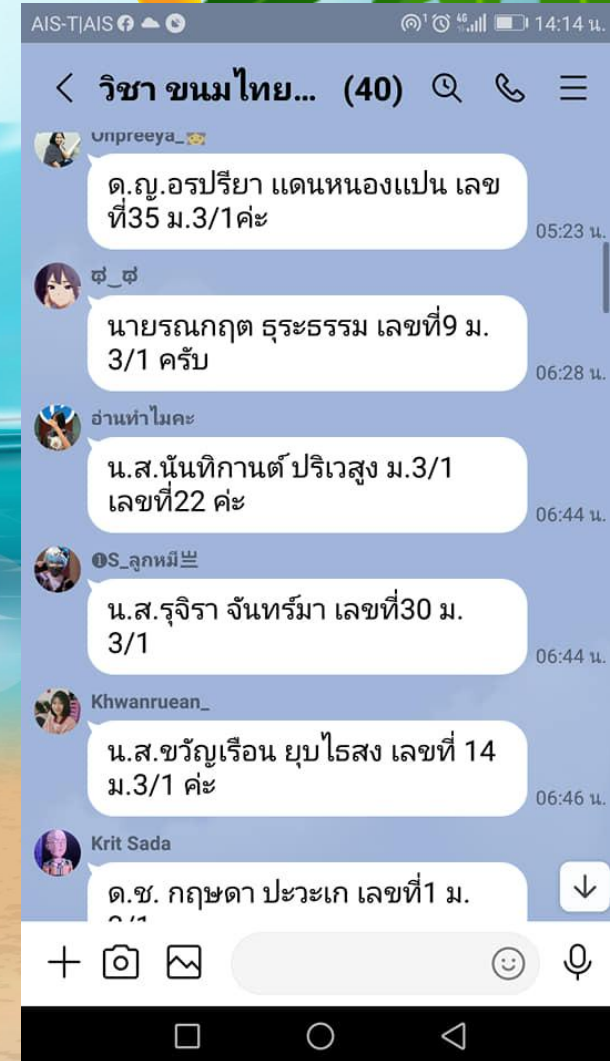 AIS-T|AIS 14:14 น.
วิชา ขนมไทย... (40)
Onpreeya_
ด.ญ.อรปรียา แดนหนองแปน เลข
ที่35 ม.3/1ค่ะ
05:23 น.
ಥ_ಥ
นายรณกฤต ธุระธรรม เลขที่9 ม.
3/1 ครับ
06:28 น.
อ่านทำไมคะ
น.ส.นันทิกานต์ ปริเวสูง ม.3/1
เลขที่22 ค่ะ
06:44 น.
❶S_ลูกหมี亗
น.ส.รุจิรา จันทร์มา เลขที่30 ม.
3/1
06:44 น.
Khwanruean_
น.ส.ขวัญเรือน ยุบไธสง เลขที่ 14
ม.3/1 ค่ะ
06:46 น.
Krit Sada
ด.ช. กฤษดา ปะวะเก เลขที่1 ม.